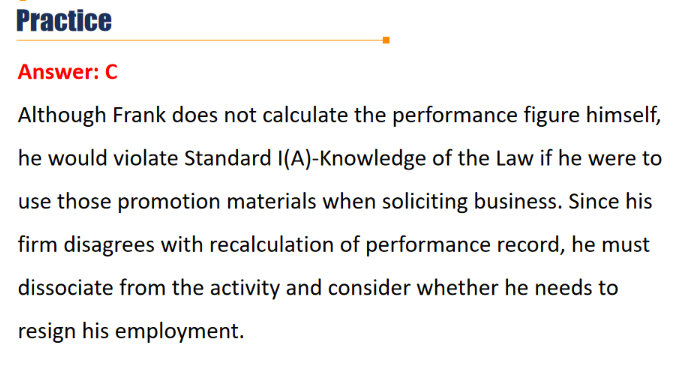 Practice
Answer: C
Although Frank does not calculate the performance figure himself,
he would violate Standard I(A)-Knowledge of the Law if he were to
use those promotion materials when soliciting business. Since his
firm disagrees with recalculation of performance record, he must
dissociate from the activity and consider whether he needs to
resign his employment.